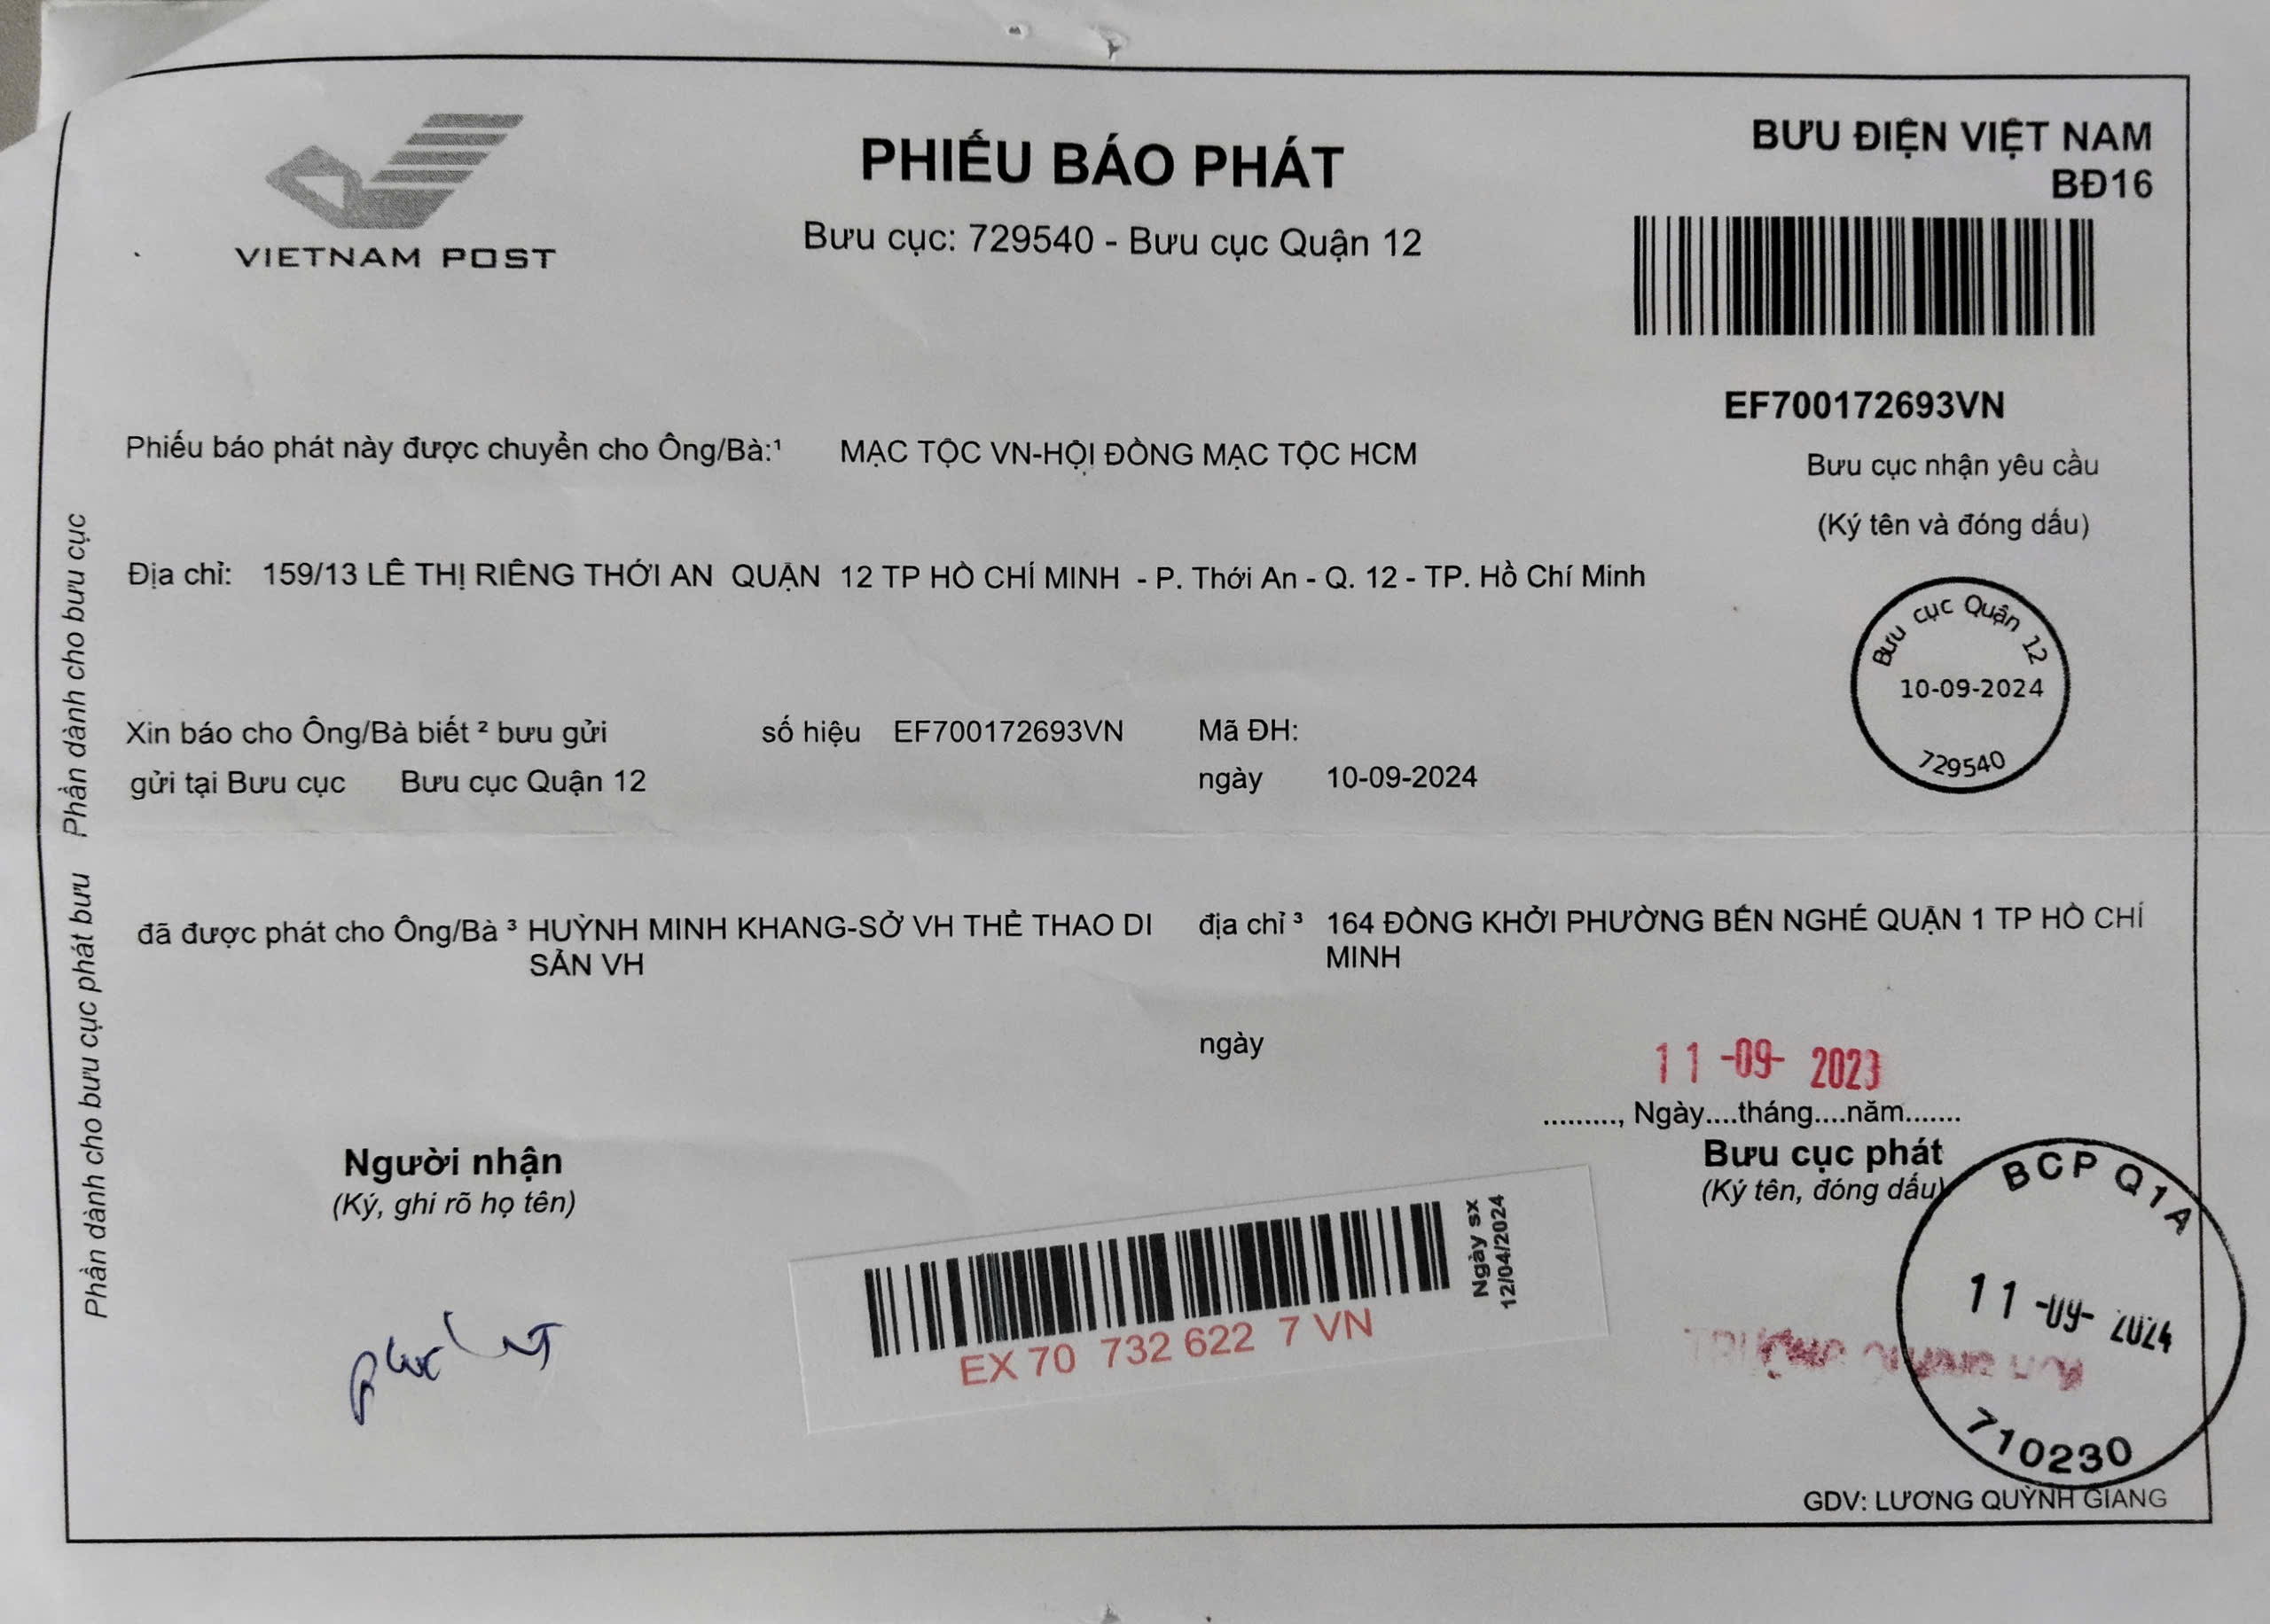 VIETNAM POST
PHIẾU BÁO PHÁT
Bưu cục: 729540 - Bưu cục Quận 12
BƯU ĐIỆN VIỆT NAM
BĐ16
EF700172693VN
Phiếu báo phát này được chuyển cho Ông/Bà:¹ MẠC TỘC VN-HỘI ĐỒNG MẠC TỘC HCM
Bưu cục nhận yêu cầu
(Ký tên và đóng dấu)
Địa chỉ: 159/13 LÊ THỊ RIÊNG THỚI AN QUẬN 12 TP HỒ CHÍ MINH - P. Thới An - Q. 12 - TP. Hồ Chí Minh
Bưu cục Quận 12
10-09-2024
729540
Xin báo cho Ông/Bà biết ² bưu gửi số hiệu EF700172693VN Mã ĐH:
gửi tại Bưu cục Bưu cục Quận 12 ngày 10-09-2024
Phần dành cho bưu cục
đã được phát cho Ông/Bà ³ HUỲNH MINH KHANG-SỞ VH THỂ THAO DI địa chỉ ³ 164 ĐỒNG KHỞI PHƯỜNG BẾN NGHÉ QUẬN 1 TP HỒ CHÍ
SẢN VH MINH
ngày
11 -09- 2023
........., Ngày....tháng....năm.......
Phần dành cho bưu cục phát bưu
Người nhận
(Ký, ghi rõ họ tên)
Bưu cục phát
(Ký tên, đóng dấu)
Ngày sx
12/04/2024
EX 70 732 622 7 VN
BCP Q1A
11 -09- 2024
710230
GDV: LƯƠNG QUỲNH GIANG